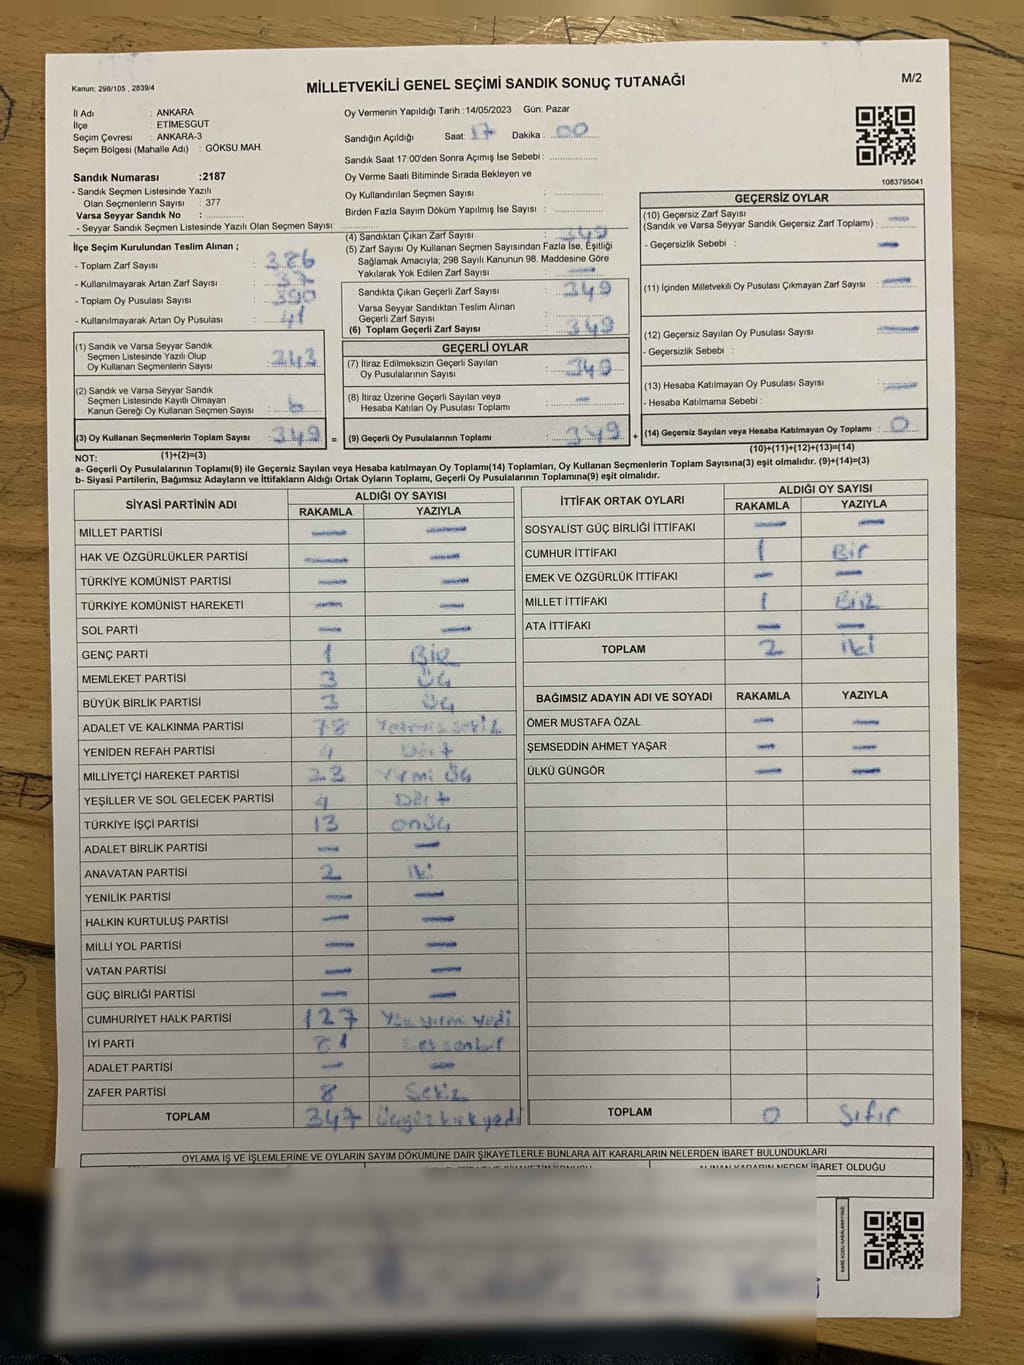 Kanun; 298/105 , 2839/4
MİLLETVEKİLİ GENEL SEÇİMİ SANDIK SONUÇ TUTANAĞI
M/2
İl Adı : ANKARA
İlçe : ETİMESGUT
Seçim Çevresi : ANKARA-3
Seçim Bölgesi (Mahalle Adı) : GÖKSU MAH.
Oy Vermenin Yapıldığı Tarih : 14/05/2023 Gün: Pazar
Sandığın Açıldığı Saat: 17 Dakika : 00
Sandık Saat 17:00'den Sonra Açımış İse Sebebi :
Oy Verme Saati Bitiminde Sırada Bekleyen ve
Oy Kullandırılan Seçmen Sayısı :
Birden Fazla Sayım Döküm Yapılmış İse Sayısı :
1083795041
Sandık Numarası :2187
- Sandık Seçmen Listesinde Yazılı
Olan Seçmenlerin Sayısı : 377
Varsa Seyyar Sandık No :
- Seyyar Sandık Seçmen Listesinde Yazılı Olan Seçmen Sayısı:
İlçe Seçim Kurulundan Teslim Alınan ;
- Toplam Zarf Sayısı : 386
- Kullanılmayarak Artan Zarf Sayısı : 37
- Toplam Oy Pusulası Sayısı : 390
- Kullanılmayarak Artan Oy Pusulası : 41
(1) Sandık ve Varsa Seyyar Sandık
Seçmen Listesinde Yazılı Olup
Oy Kullanan Seçmenlerin Sayısı : 343
(2) Sandık ve Varsa Seyyar Sandık
Seçmen Listesinde Kayıtlı Olmayan
Kanun Gereği Oy Kullanan Seçmen Sayısı : 6
(3) Oy Kullanan Seçmenlerin Toplam Sayısı : 349 =
(1)+(2)=(3)
(4) Sandıktan Çıkan Zarf Sayısı : 349
(5) Zarf Sayısı Oy Kullanan Seçmen Sayısından Fazla İse, Eşitliği
Sağlamak Amacıyla; 298 Sayılı Kanunun 98. Maddesine Göre
Yakılarak Yok Edilen Zarf Sayısı : —
Sandıkta Çıkan Geçerli Zarf Sayısı : 349
Varsa Seyyar Sandıktan Teslim Alınan
Geçerli Zarf Sayısı :
(6) Toplam Geçerli Zarf Sayısı : 349
GEÇERLİ OYLAR
(7) İtiraz Edilmeksizin Geçerli Sayılan
Oy Pusulalarının Sayısı : 349
(8) İtiraz Üzerine Geçerli Sayılan veya
Hesaba Katılan Oy Pusulası Toplamı : —
(9) Geçerli Oy Pusulalarının Toplamı : 349 +
GEÇERSİZ OYLAR
(10) Geçersiz Zarf Sayısı
(Sandık ve Varsa Seyyar Sandık Geçersiz Zarf Toplamı) : —
- Geçersizlik Sebebi : —
(11) İçinden Milletvekili Oy Pusulası Çıkmayan Zarf Sayısı : —
(12) Geçersiz Sayılan Oy Pusulası Sayısı : —
- Geçersizlik Sebebi :
(13) Hesaba Katılmayan Oy Pusulası Sayısı : —
- Hesaba Katılmama Sebebi :
(14) Geçersiz Sayılan veya Hesaba Katılmayan Oy Toplamı : 0
(10)+(11)+(12)+(13)=(14)
NOT:
a- Geçerli Oy Pusulalarının Toplamı(9) ile Geçersiz Sayılan veya Hesaba katılmayan Oy Toplamı(14) Toplamları, Oy Kullanan Seçmenlerin Toplam Sayısına(3) eşit olmalıdır. (9)+(14)=(3)
b- Siyasi Partilerin, Bağımsız Adayların ve İttifakların Aldığı Ortak Oyların Toplamı, Geçerli Oy Pusulalarının Toplamına(9) eşit olmalıdır.
SİYASİ PARTİNİN ADI ALDIĞI OY SAYISI
RAKAMLA YAZIYLA
MİLLET PARTİSİ — —
HAK VE ÖZGÜRLÜKLER PARTİSİ — —
TÜRKİYE KOMÜNİST PARTİSİ — —
TÜRKİYE KOMÜNİST HAREKETİ — —
SOL PARTİ — —
GENÇ PARTİ 1 Bir
MEMLEKET PARTİSİ 3 üç
BÜYÜK BİRLİK PARTİSİ 3 üç
ADALET VE KALKINMA PARTİSİ 78 Yetmiş sekiz
YENİDEN REFAH PARTİSİ 4 Dört
MİLLİYETÇİ HAREKET PARTİSİ 23 Yirmi üç
YEŞİLLER VE SOL GELECEK PARTİSİ 4 Dört
TÜRKİYE İŞÇİ PARTİSİ 13 onüç
ADALET BİRLİK PARTİSİ — —
ANAVATAN PARTİSİ 2 iki
YENİLİK PARTİSİ — —
HALKIN KURTULUŞ PARTİSİ — —
MİLLİ YOL PARTİSİ — —
VATAN PARTİSİ — —
GÜÇ BİRLİĞİ PARTİSİ — —
CUMHURİYET HALK PARTİSİ 127 Yüz yirmi yedi
İYİ PARTİ 81 Seksenbir
ADALET PARTİSİ — —
ZAFER PARTİSİ 8 Sekiz
TOPLAM 347 üçyüzkırkyedi
İTTİFAK ORTAK OYLARI ALDIĞI OY SAYISI
RAKAMLA YAZIYLA
SOSYALİST GÜÇ BİRLİĞİ İTTİFAKI — —
CUMHUR İTTİFAKI 1 Bir
EMEK VE ÖZGÜRLÜK İTTİFAKI — —
MİLLET İTTİFAKI 1 Bir
ATA İTTİFAKI — —
TOPLAM 2 iki
BAĞIMSIZ ADAYIN ADI VE SOYADI RAKAMLA YAZIYLA
ÖMER MUSTAFA ÖZAL — —
ŞEMSEDDİN AHMET YAŞAR — —
ÜLKÜ GÜNGÖR — —
TOPLAM 0 Sıfır
OYLAMA İŞ VE İŞLEMLERİNE VE OYLARIN SAYIM DÖKÜMÜNE DAİR ŞİKAYETLERLE BUNLARA AİT KARARLARIN NELERDEN İBARET BULUNDUKLARI
ALINAN KARARIN NEDEN İBARET OLDUĞU
KARE KODU KARALAMAYINIZ!